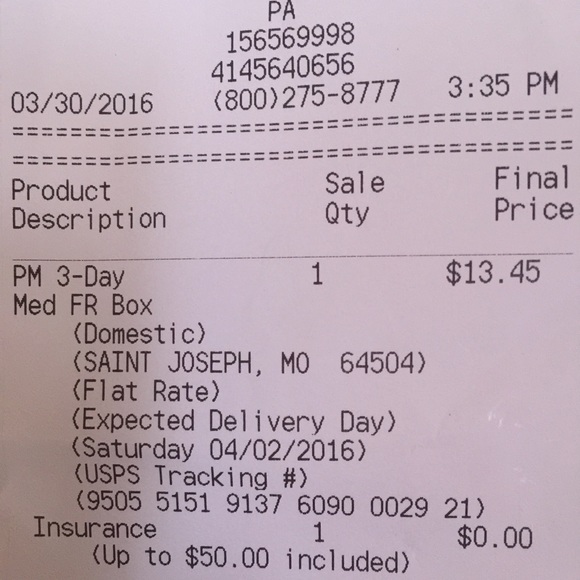 PA
156569998
4145640656
03/30/2016 (800)275-8777 3:35 PM
========================================
========================================
Product Sale Final
Description Qty Price
PM 3-Day 1 $13.45
Med FR Box
(Domestic)
(SAINT JOSEPH, MO 64504)
(Flat Rate)
(Expected Delivery Day)
(Saturday 04/02/2016)
(USPS Tracking #)
(9505 5151 9137 6090 0029 21)
Insurance 1 $0.00
(Up to $50.00 included)